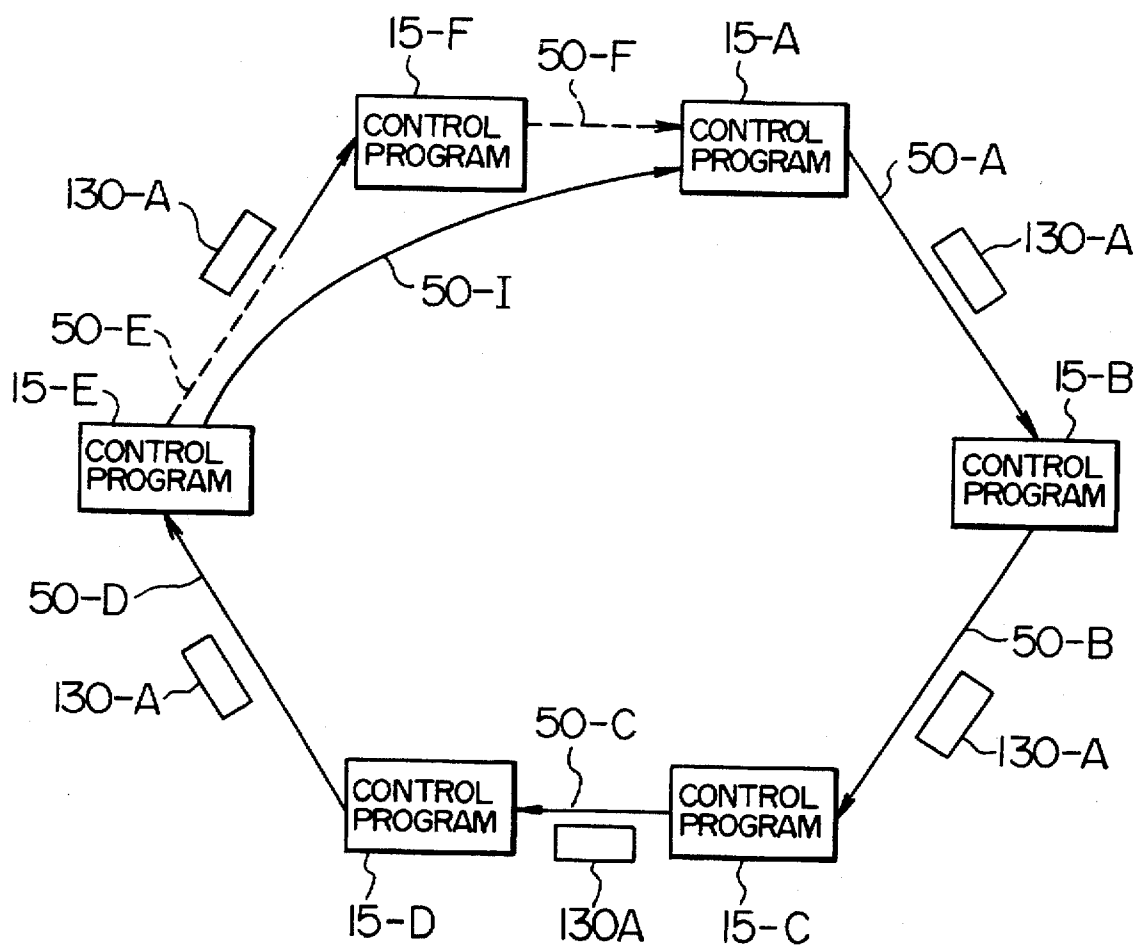 15-F
50-F
15-A
CONTROL
PROGRAM
CONTROL
PROGRAM
50-A
130-A
130-A
50-I
50-E
15-E
15-B
CONTROL
PROGRAM
CONTROL
PROGRAM
50-D
50-B
130-A
50-C
130-A
CONTROL
PROGRAM
CONTROL
PROGRAM
15-D
130A
15-C